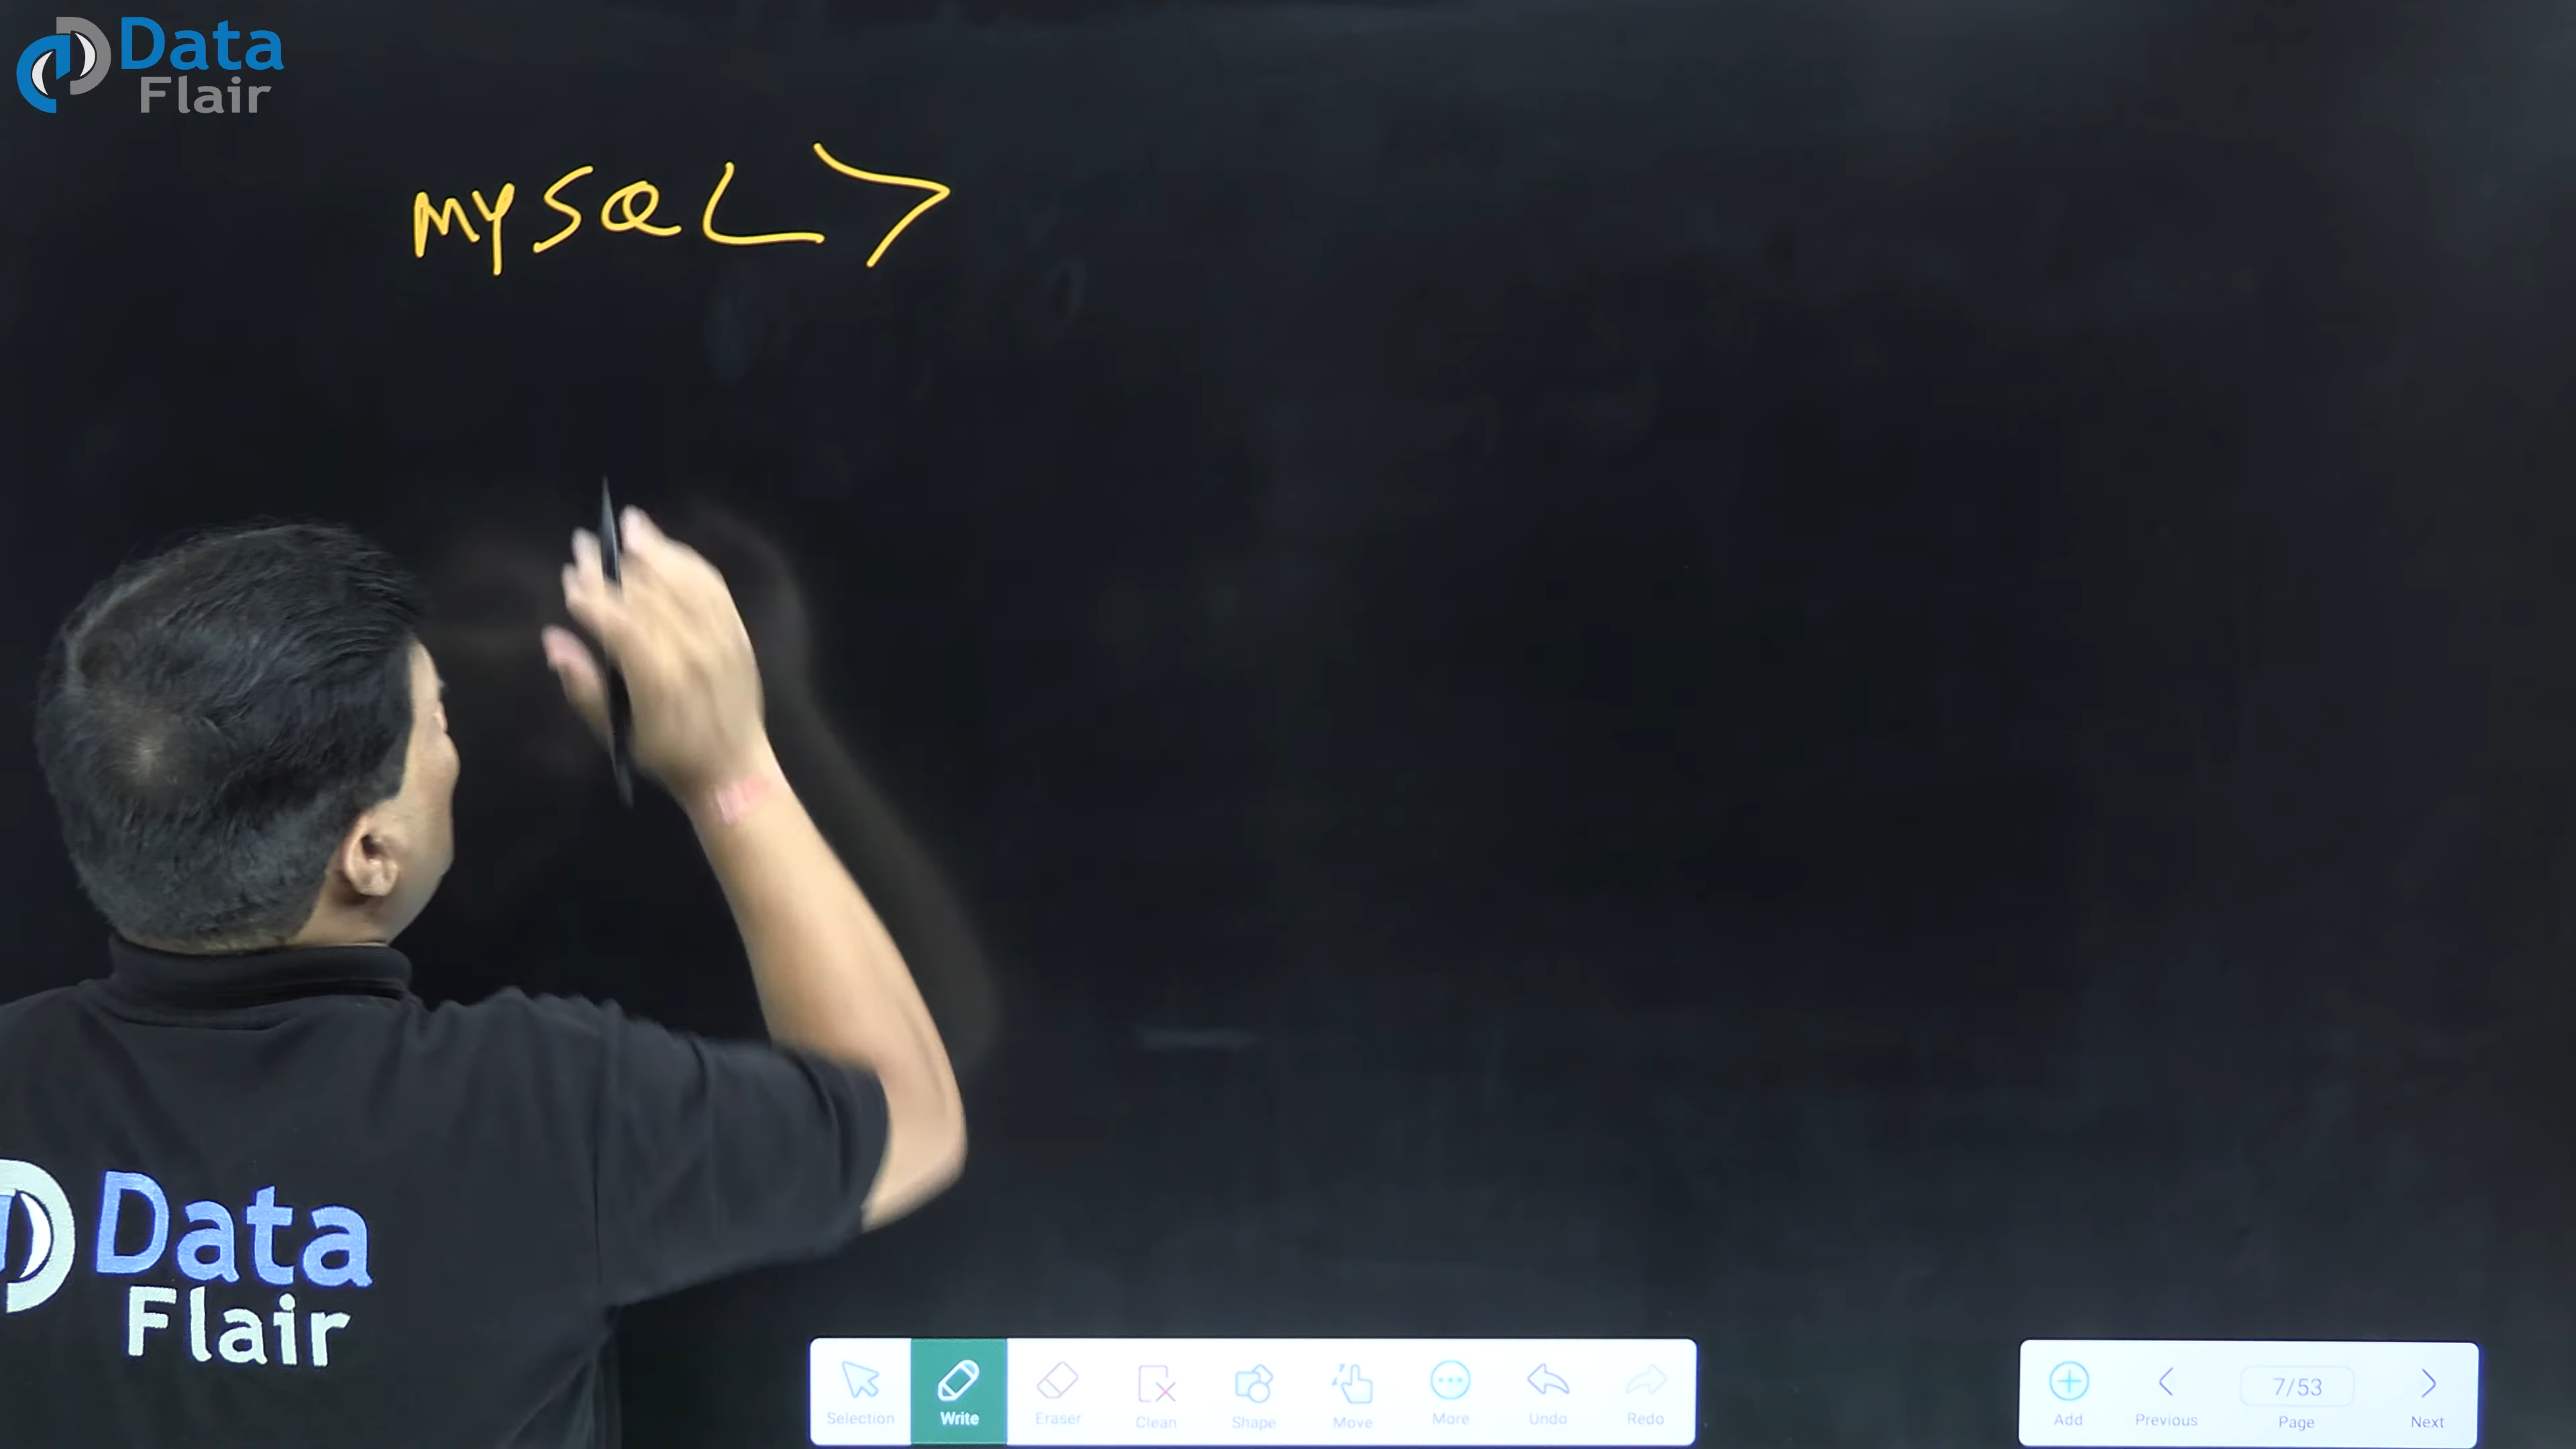 Data
Flair
mySQL>
Data
Flair
Selection
Write
Eraser
Clean
Shape
Move
More
Undo
Redo
Add
Previous
7/53
Page
Next